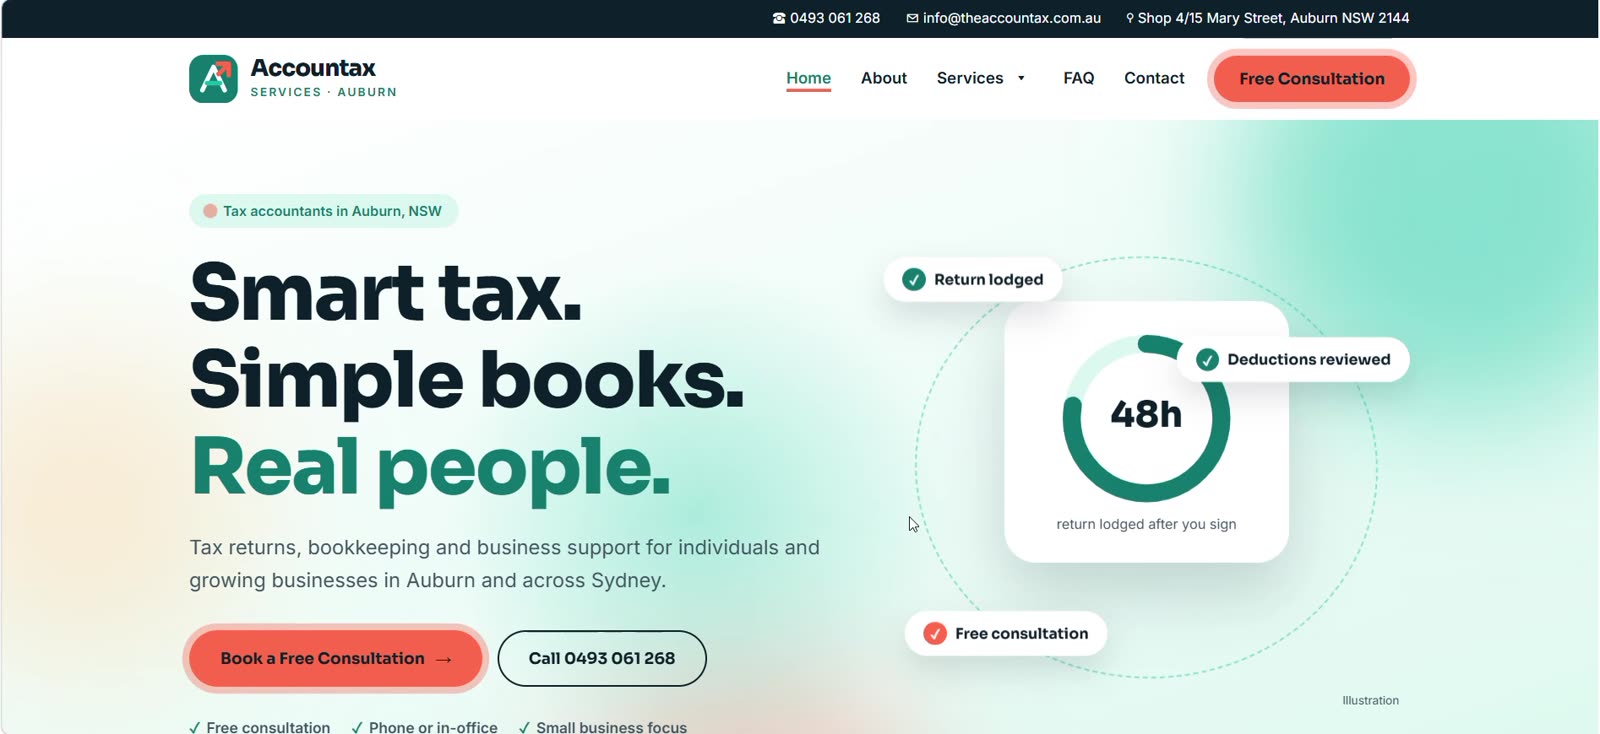 0493 061 268
info@theaccountax.com.au
Shop 4/15 Mary Street, Auburn NSW 2144
Accountax
SERVICES · AUBURN
Home
About
Services
FAQ
Contact
Free Consultation
Tax accountants in Auburn, NSW
Smart tax.
Simple books.
Real people.
Tax returns, bookkeeping and business support for individuals and
growing businesses in Auburn and across Sydney.
Book a Free Consultation →
Call 0493 061 268
✓ Free consultation
✓ Phone or in-office
✓ Small business focus
Return lodged
Deductions reviewed
48h
return lodged after you sign
Free consultation
Illustration